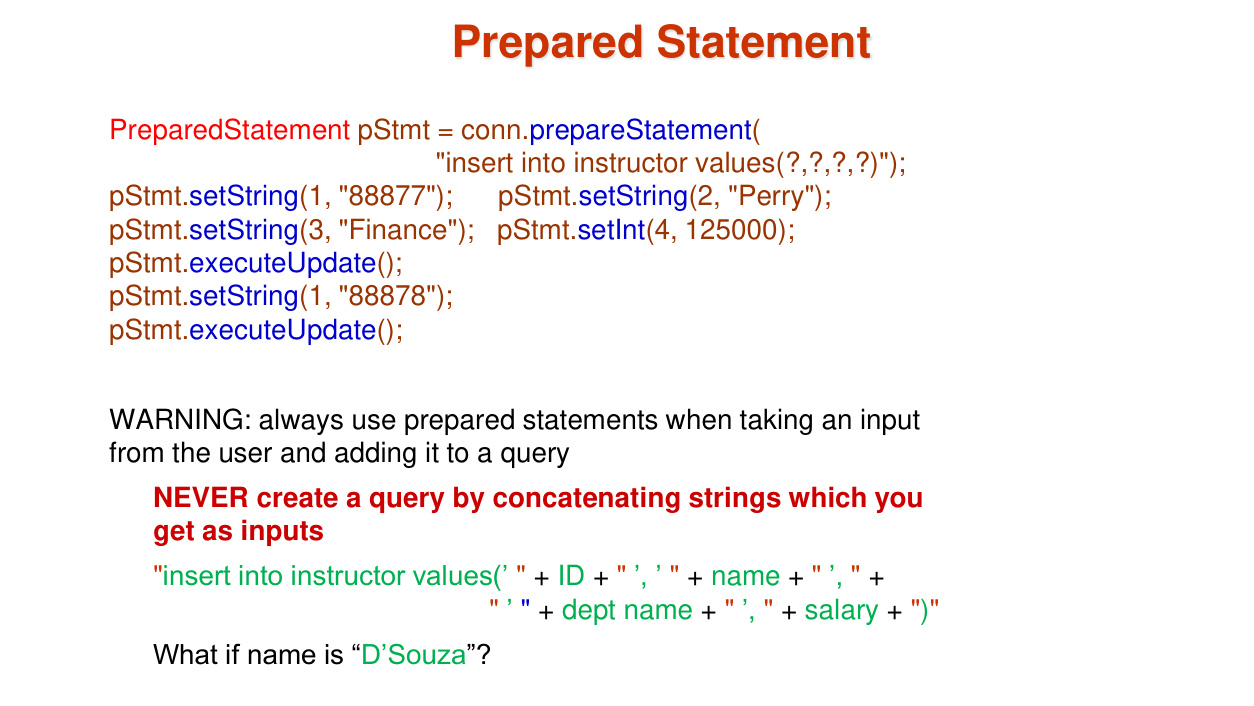 Prepared Statement
PreparedStatement pStmt = conn.prepareStatement(
"insert into instructor values(?,?,?,?)");
pStmt.setString(1, "88877"); pStmt.setString(2, "Perry");
pStmt.setString(3, "Finance"); pStmt.setInt(4, 125000);
pStmt.executeUpdate();
pStmt.setString(1, "88878");
pStmt.executeUpdate();
WARNING: always use prepared statements when taking an input
from the user and adding it to a query
NEVER create a query by concatenating strings which you
get as inputs
"insert into instructor values(’ " + ID + " ’, ’ " + name + " ’, " +
" ’ " + dept name + " ’, " + salary + ")"
What if name is “D’Souza”?